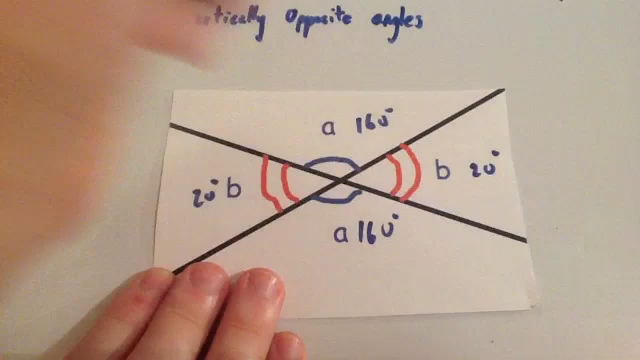 opposite angles
a 160°
20° b
b 20°
a 160°